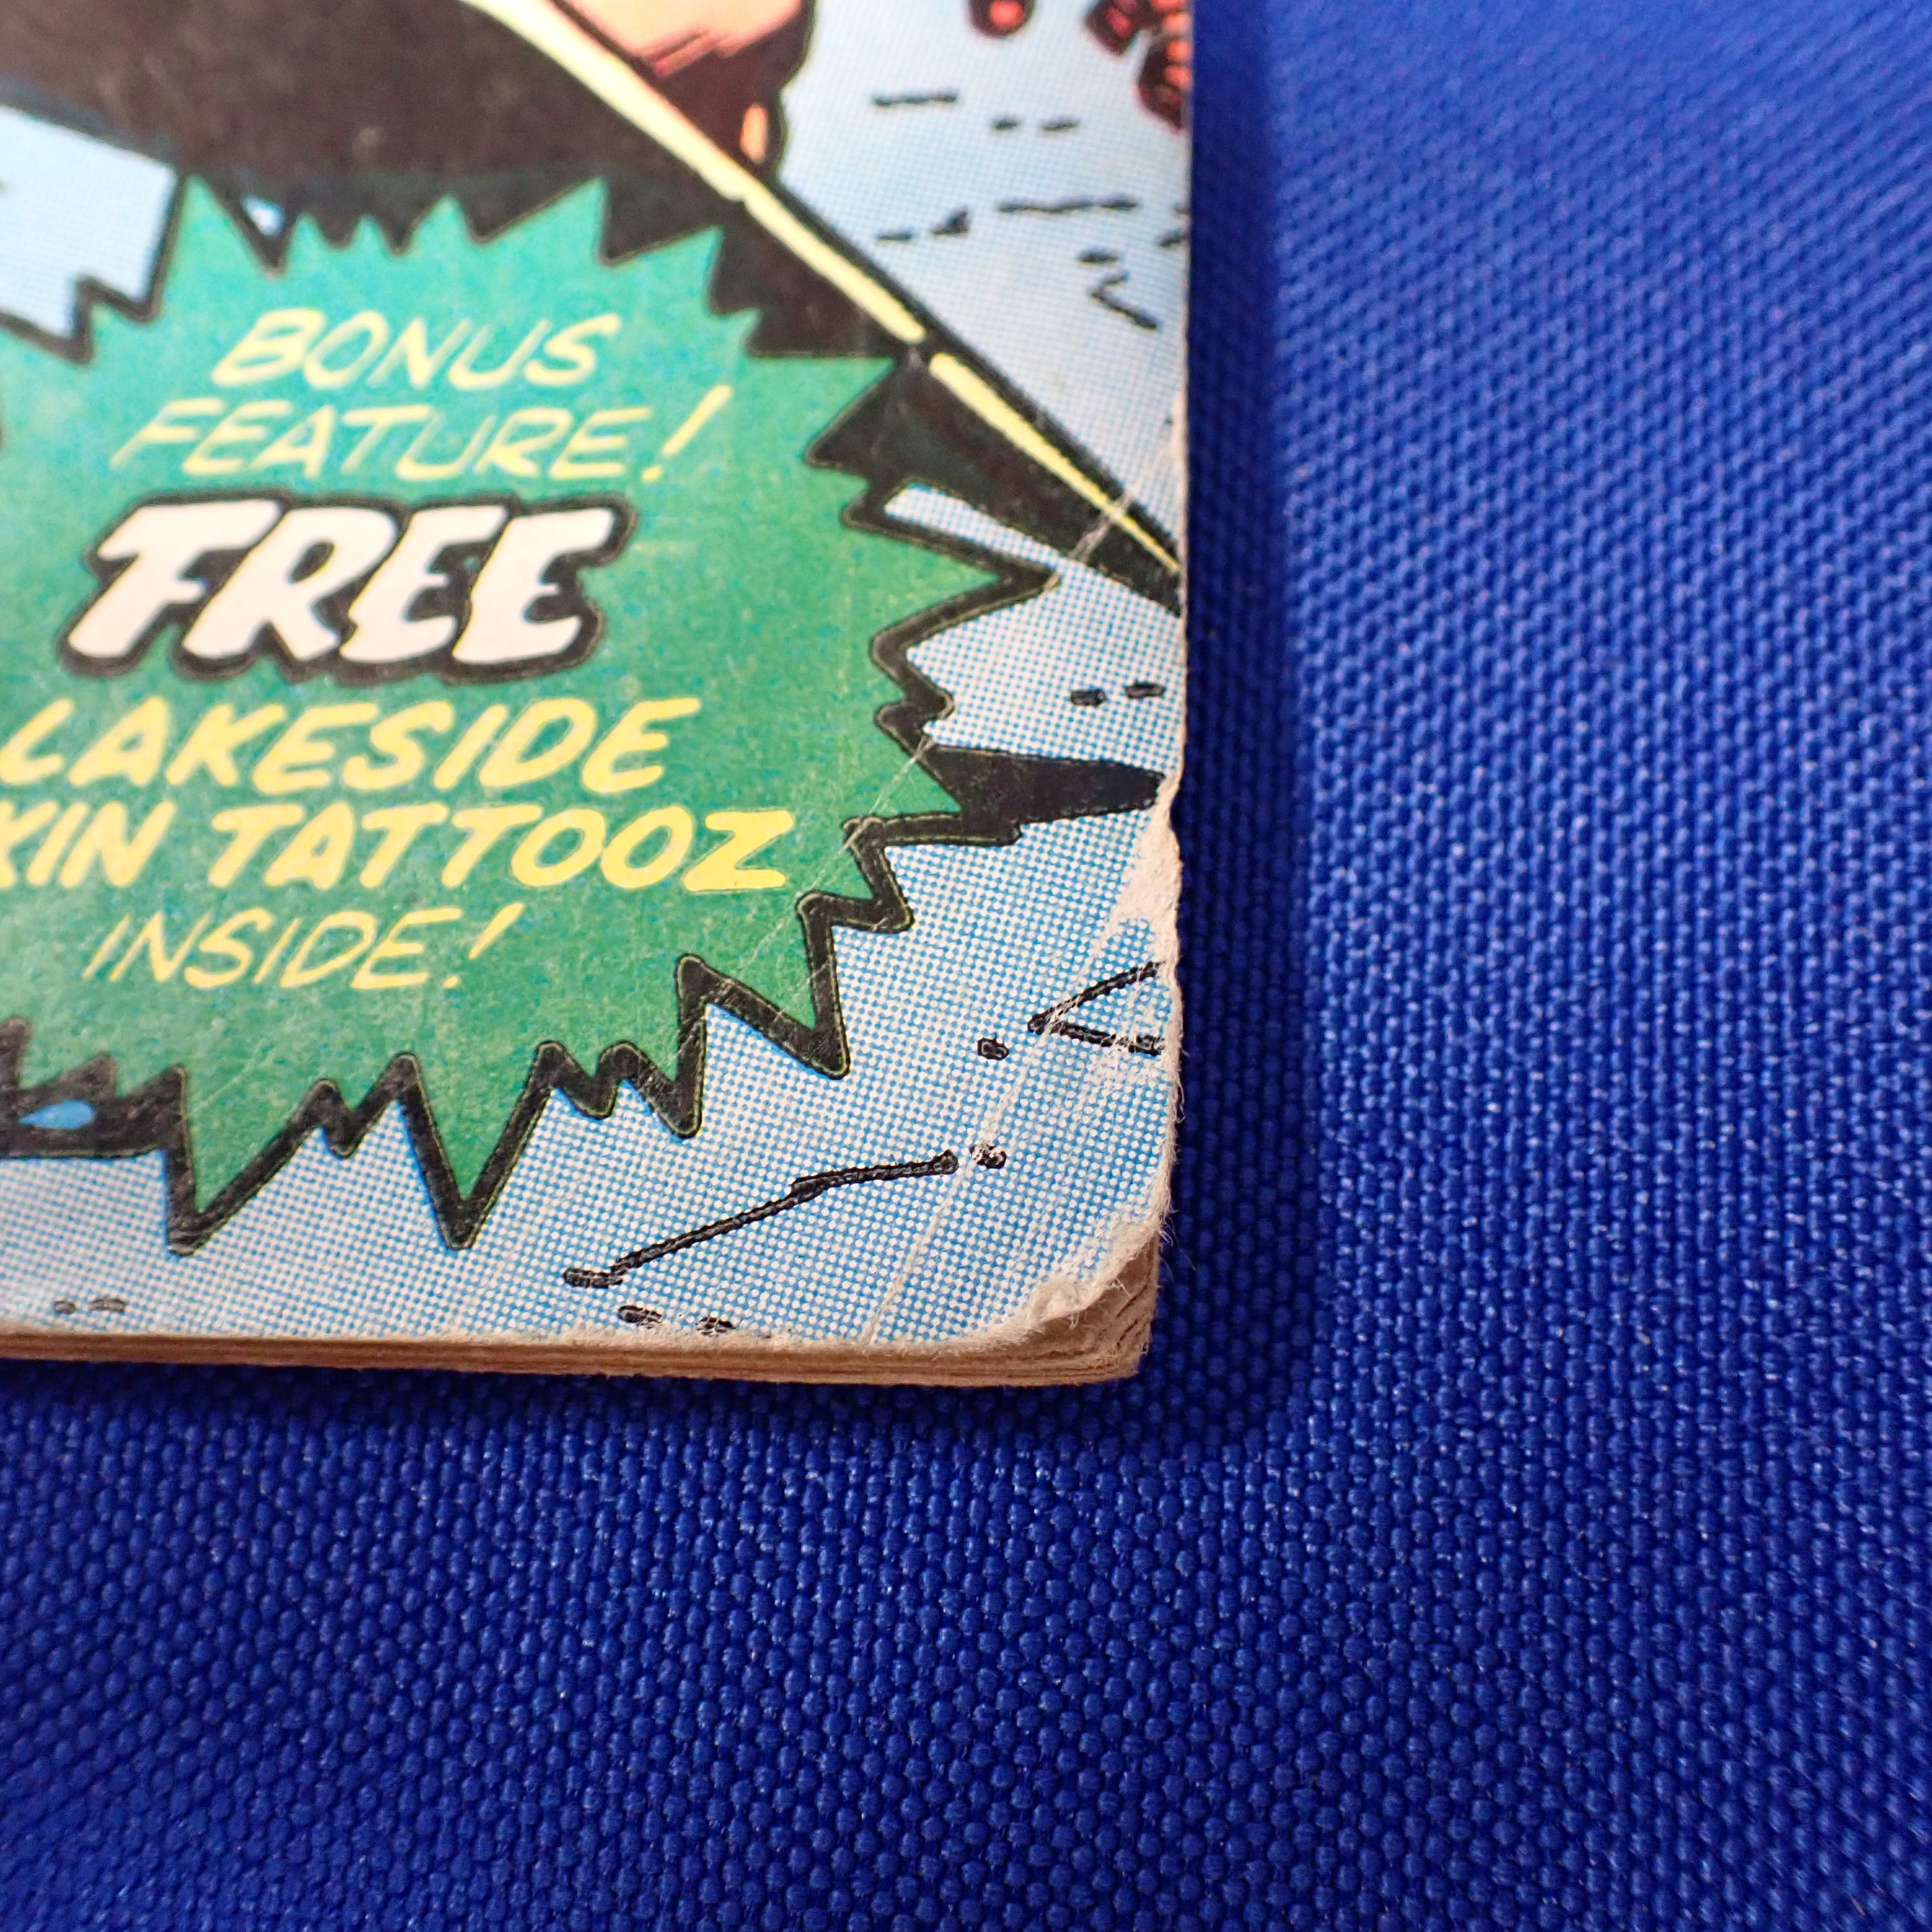 BONUS
FEATURE!
FREE
LAKESIDE
KIN TATTOOZ
INSIDE!